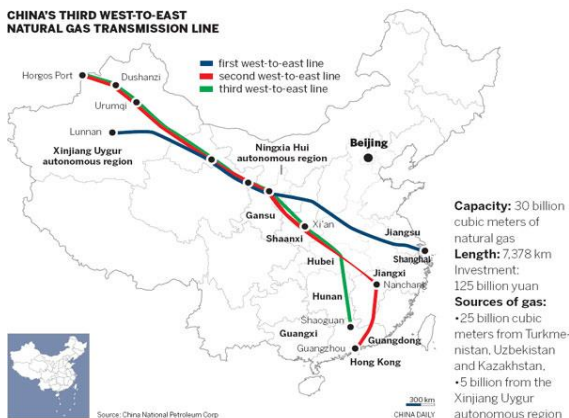 CHINA'S THIRD WEST-TO-EAST
NATURAL GAS TRANSMISSION LINE
first west-to-east line
second west-to-east line
third west-to-east line
Horgos Port
Dushanzi
Urumqi
Lunnan
Xinjiang Uygur
autonomous region
Ningxia Hui
autonomous region
Beijing
Gansu
Xi'an
Shaanxi
Jiangsu
Shanghai
Hubei
Jiangxi
Nanchang
Hunan
Shaoguan
Guangxi
Guangdong
Guangzhou
Hong Kong
Capacity: 30 billion
cubic meters of
natural gas
Length: 7,378 km
Investment:
125 billion yuan
Sources of gas:
•25 billion cubic
meters from Turkme-
nistan, Uzbekistan
and Kazakhstan,
•5 billion from the
Xinjiang Uygur
autonomous region
300 km
Source: China National Petroleum Corp
CHINA DAILY